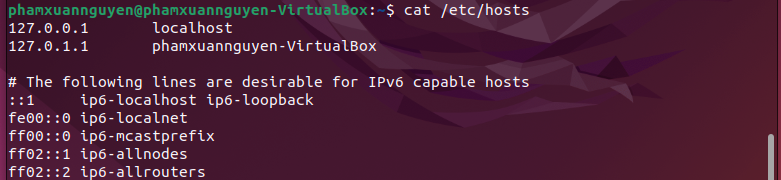 phamxuannguyen@phamxuannguyen-VirtualBox:~$ cat /etc/hosts
127.0.0.1       localhost
127.0.1.1       phamxuannguyen-VirtualBox

# The following lines are desirable for IPv6 capable hosts
::1     ip6-localhost ip6-loopback
fe00::0 ip6-localnet
ff00::0 ip6-mcastprefix
ff02::1 ip6-allnodes
ff02::2 ip6-allrouters